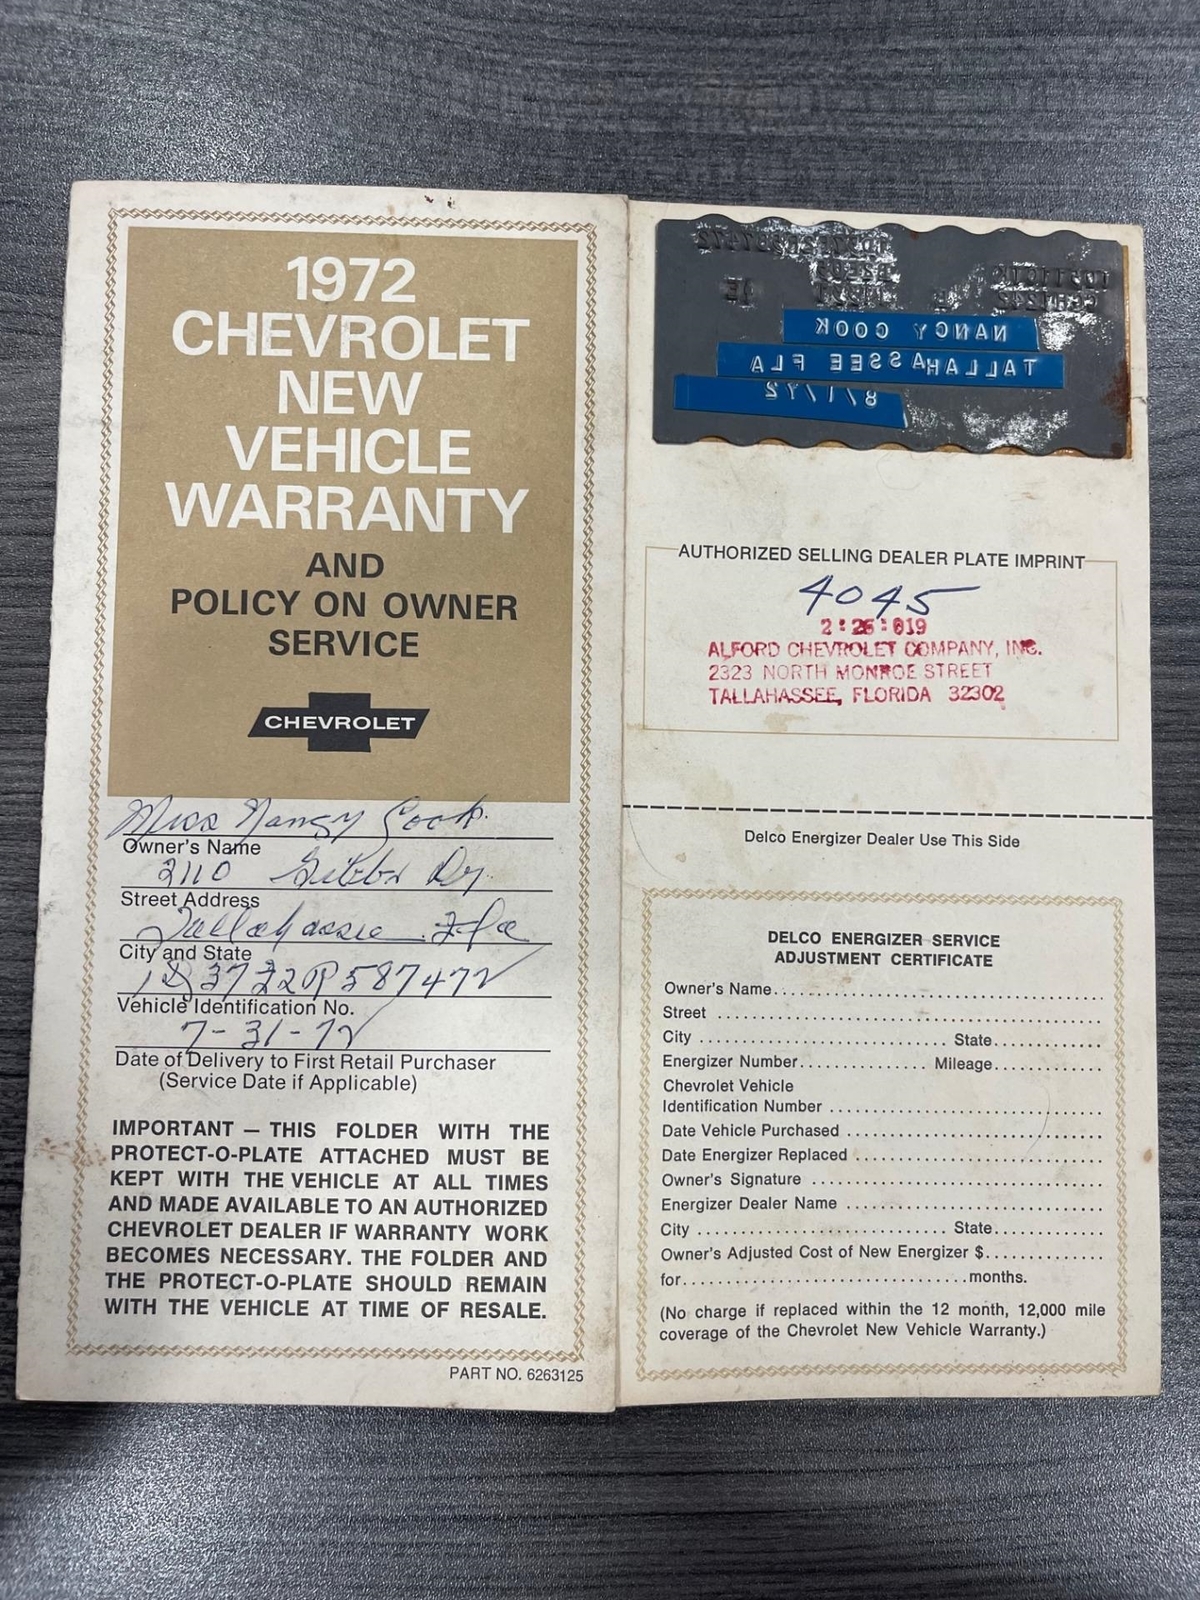 1972
CHEVROLET
NEW
VEHICLE
WARRANTY
AND
POLICY ON OWNER
SERVICE
CHEVROLET
Miss Nancy Cook
Owner's Name
2110 Gibbs Dr.
Street Address
Tallahassee Fla
City and State
1D37 587472
Vehicle Identification No.
7-31-72
Date of Delivery to First Retail Purchaser
(Service Date if Applicable)
IMPORTANT — THIS FOLDER WITH THE
PROTECT-O-PLATE ATTACHED MUST BE
KEPT WITH THE VEHICLE AT ALL TIMES
AND MADE AVAILABLE TO AN AUTHORIZED
CHEVROLET DEALER IF WARRANTY WORK
BECOMES NECESSARY. THE FOLDER AND
THE PROTECT-O-PLATE SHOULD REMAIN
WITH THE VEHICLE AT TIME OF RESALE.
PART NO. 6263125
NANCY COOK
TALLAHASSEE FLA
8/1/72
AUTHORIZED SELLING DEALER PLATE IMPRINT
4045
2:26:019
ALFORD CHEVROLET COMPANY, INC.
2323 NORTH MONROE STREET
TALLAHASSEE, FLORIDA 32302
Delco Energizer Dealer Use This Side
DELCO ENERGIZER SERVICE
ADJUSTMENT CERTIFICATE
Owner's Name
Street
City State
Energizer Number Mileage
Chevrolet Vehicle
Identification Number
Date Vehicle Purchased
Date Energizer Replaced
Owner's Signature
Energizer Dealer Name
City State
Owner's Adjusted Cost of New Energizer $
for months.
(No charge if replaced within the 12 month, 12,000 mile
coverage of the Chevrolet New Vehicle Warranty.)